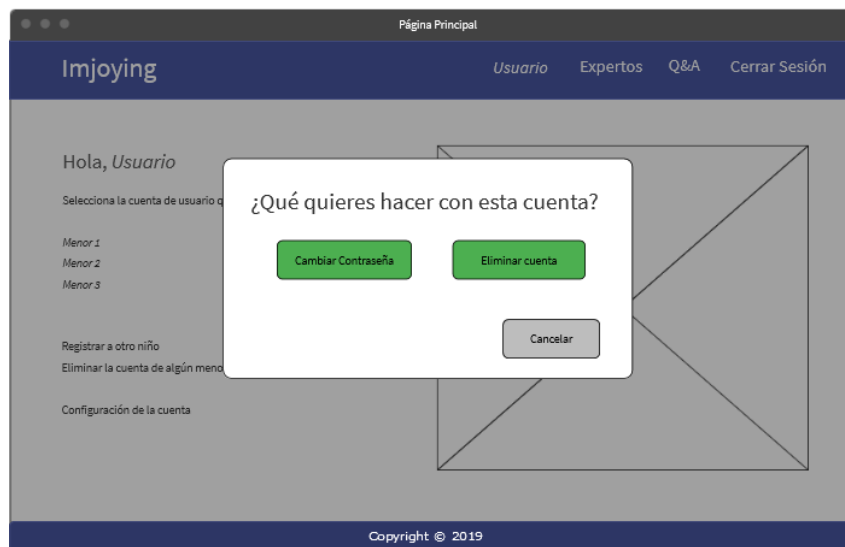 Página Principal
Imjoying
Usuario Expertos Q&A Cerrar Sesión
Hola, Usuario
Selecciona la cuenta de usuario q
¿Qué quieres hacer con esta cuenta?
Menor 1
Menor 2
Menor 3
Cambiar Contraseña Eliminar cuenta
Cancelar
Registrar a otro niño
Eliminar la cuenta de algún meno
Configuración de la cuenta
Copyright © 2019